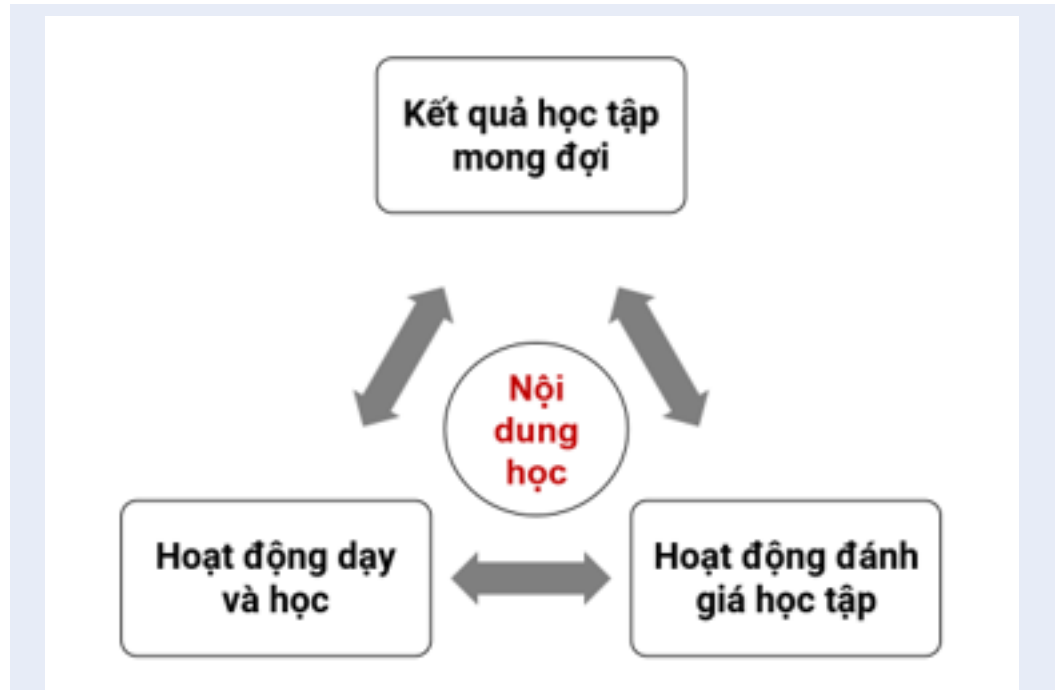 Kết quả học tập
mong đợi
Nội
dung
học
Hoạt động dạy
và học
Hoạt động đánh
giá học tập